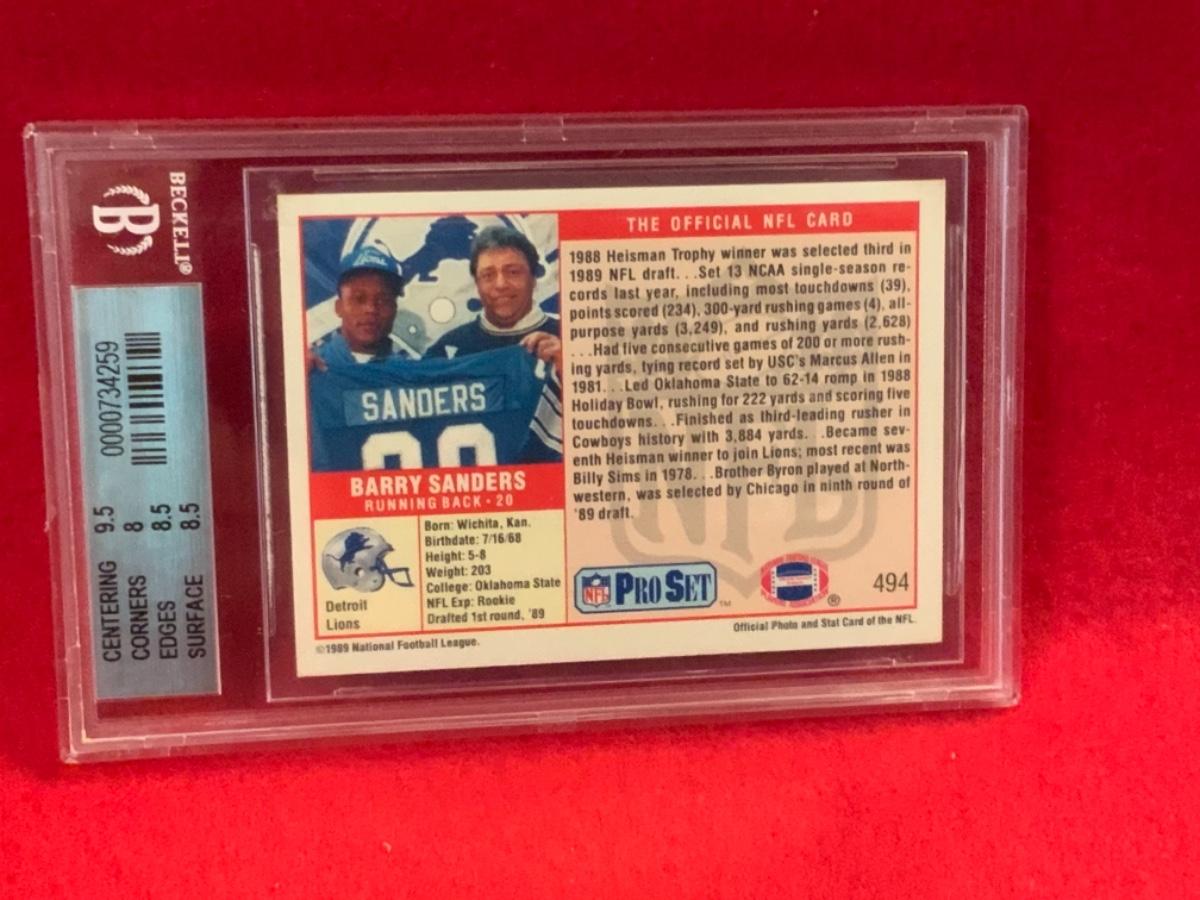 BECKETT®
B
0000734259
CENTERING 9.5
CORNERS 8
EDGES 8.5
SURFACE 8.5
Lions
SANDERS
BARRY SANDERS
RUNNING BACK • 20
Detroit
Lions
Born: Wichita, Kan.
Birthdate: 7/16/68
Height: 5-8
Weight: 203
College: Oklahoma State
NFL Exp: Rookie
Drafted 1st round, '89
©1989 National Football League.
THE OFFICIAL NFL CARD
1988 Heisman Trophy winner was selected third in
1989 NFL draft. . .Set 13 NCAA single-season re-
cords last year, including most touchdowns (39),
points scored (234), 300-yard rushing games (4), all-
purpose yards (3,249), and rushing yards (2,628)
. . .Had five consecutive games of 200 or more rush-
ing yards, tying record set by USC's Marcus Allen in
1981. . .Led Oklahoma State to 62-14 romp in 1988
Holiday Bowl, rushing for 222 yards and scoring five
touchdowns. . .Finished as third-leading rusher in
Cowboys history with 3,884 yards. . .Became sev-
enth Heisman winner to join Lions; most recent was
Billy Sims in 1978. . .Brother Byron played at North-
western, was selected by Chicago in ninth round of
'89 draft.
NFL
NFL PRO SET ™
®
494
Official Photo and Stat Card of the NFL.